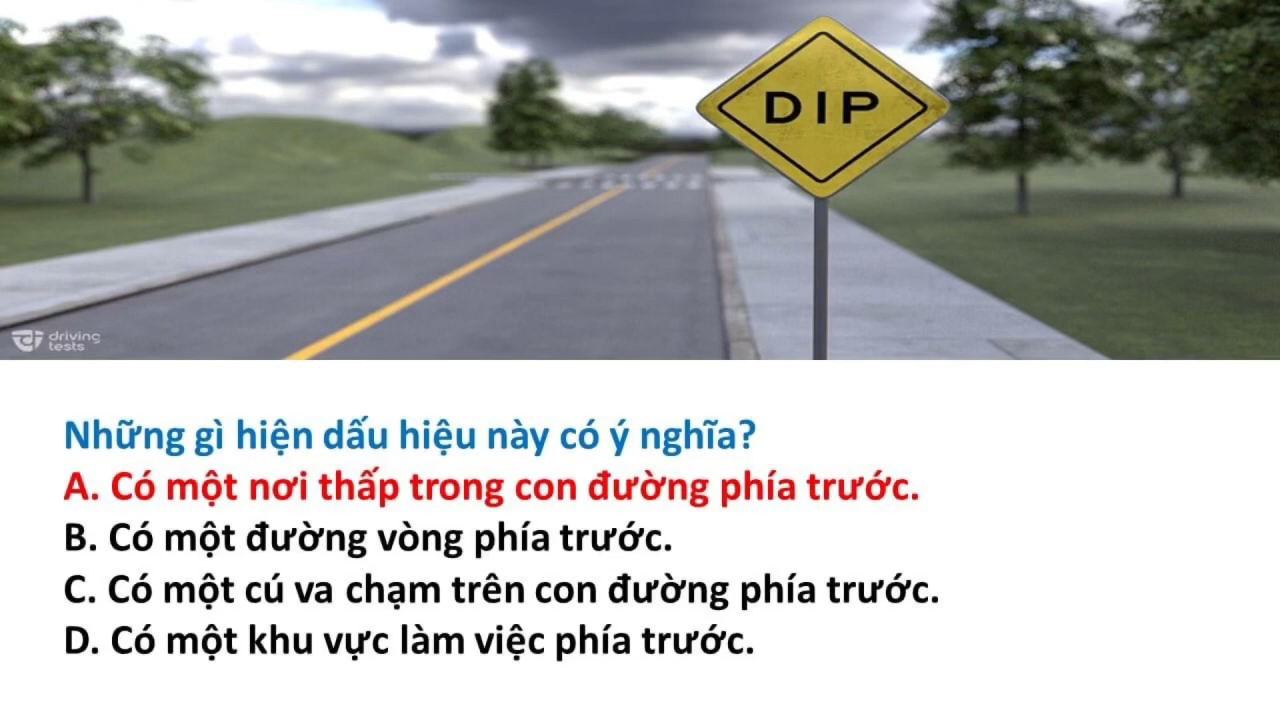 DIP
driving
tests
Những gì hiện dấu hiệu này có ý nghĩa?
A. Có một nơi thấp trong con đường phía trước.
B. Có một đường vòng phía trước.
C. Có một cú va chạm trên con đường phía trước.
D. Có một khu vực làm việc phía trước.